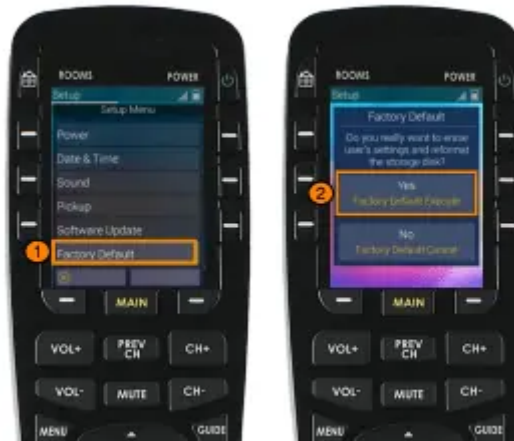 ROOMS
POWER
Setup
Setup Menu
Power
Date & Time
Sound
Pickup
Software Update
1
Factory Default
MAIN
VOL+
PREV
CH
CH+
VOL-
MUTE
CH-
MENU
GUIDE
ROOMS
POWER
Setup
Factory Default
Do you really want to erase
user's settings and reformat
the storage disk?
2
Yes
Factory Default Execute
No
Factory Default Cancel
MAIN
VOL+
PREV
CH
CH+
VOL-
MUTE
CH-
MENU
GUIDE